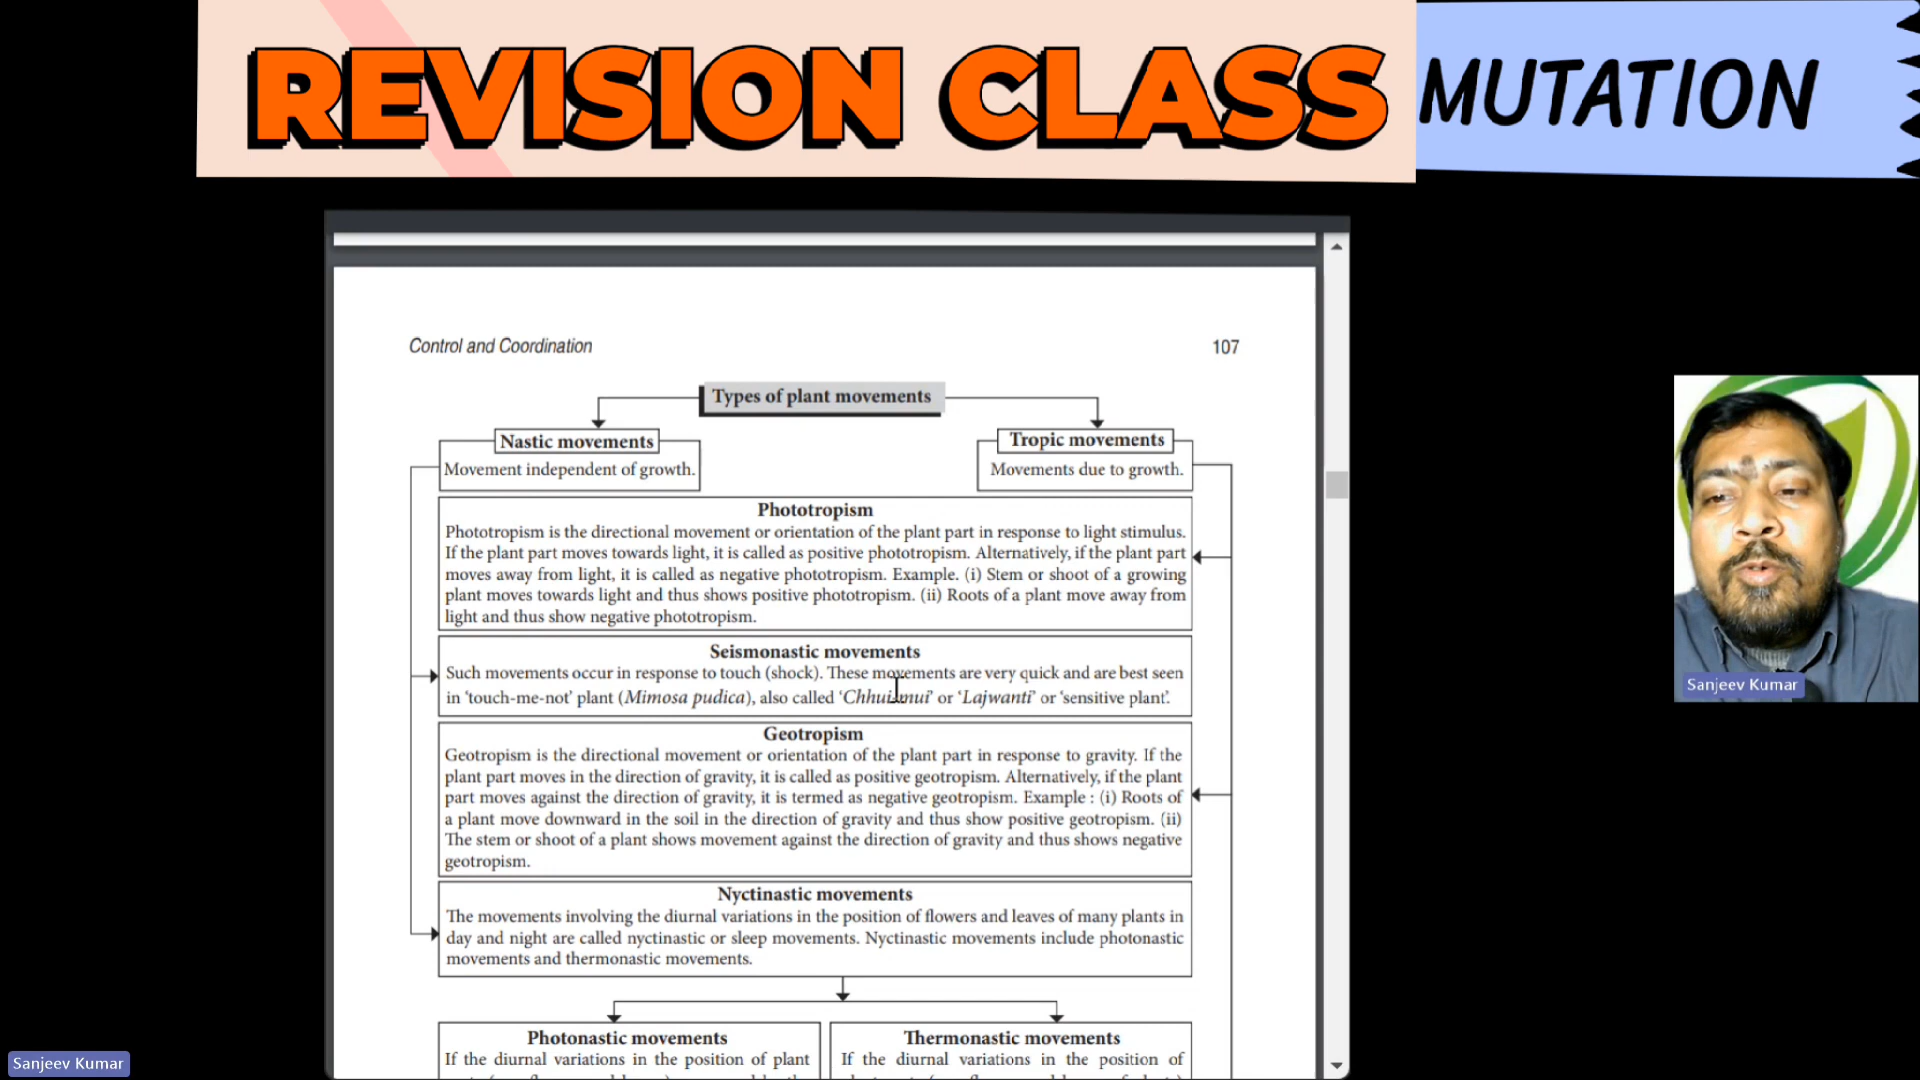 REVISION CLASS
MUTATION
Control and Coordination
107
Types of plant movements
Nastic movements
Movement independent of growth.
Tropic movements
Movements due to growth.
Phototropism
Phototropism is the directional movement or orientation of the plant part in response to light stimulus.
If the plant part moves towards light, it is called as positive phototropism. Alternatively, if the plant part
moves away from light, it is called as negative phototropism. Example. (i) Stem or shoot of a growing
plant moves towards light and thus shows positive phototropism. (ii) Roots of a plant move away from
light and thus show negative phototropism.
Seismonastic movements
Such movements occur in response to touch (shock). These movements are very quick and are best seen
in ‘touch-me-not’ plant (Mimosa pudica), also called ‘Chhuimui’ or ‘Lajwanti’ or ‘sensitive plant’.
Geotropism
Geotropism is the directional movement or orientation of the plant part in response to gravity. If the
plant part moves in the direction of gravity, it is called as positive geotropism. Alternatively, if the plant
part moves against the direction of gravity, it is termed as negative geotropism. Example : (i) Roots of
a plant move downward in the soil in the direction of gravity and thus show positive geotropism. (ii)
The stem or shoot of a plant shows movement against the direction of gravity and thus shows negative
geotropism.
Nyctinastic movements
The movements involving the diurnal variations in the position of flowers and leaves of many plants in
day and night are called nyctinastic or sleep movements. Nyctinastic movements include photonastic
movements and thermonastic movements.
Photonastic movements
If the diurnal variations in the position of plant
Thermonastic movements
If the diurnal variations in the position of
Sanjeev Kumar
Sanjeev Kumar